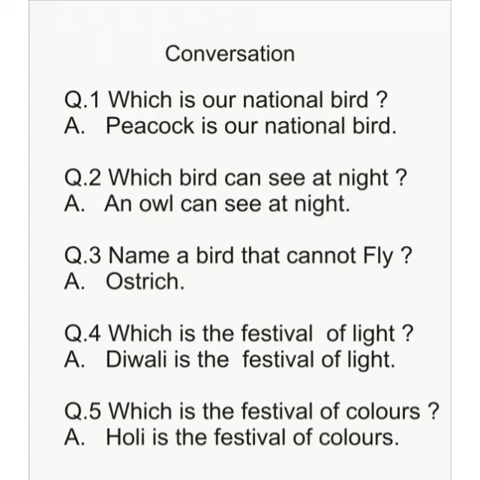 Conversation
Q.1 Which is our national bird ?
A. Peacock is our national bird.
Q.2 Which bird can see at night ?
A. An owl can see at night.
Q.3 Name a bird that cannot Fly ?
A. Ostrich.
Q.4 Which is the festival of light ?
A. Diwali is the festival of light.
Q.5 Which is the festival of colours ?
A. Holi is the festival of colours.